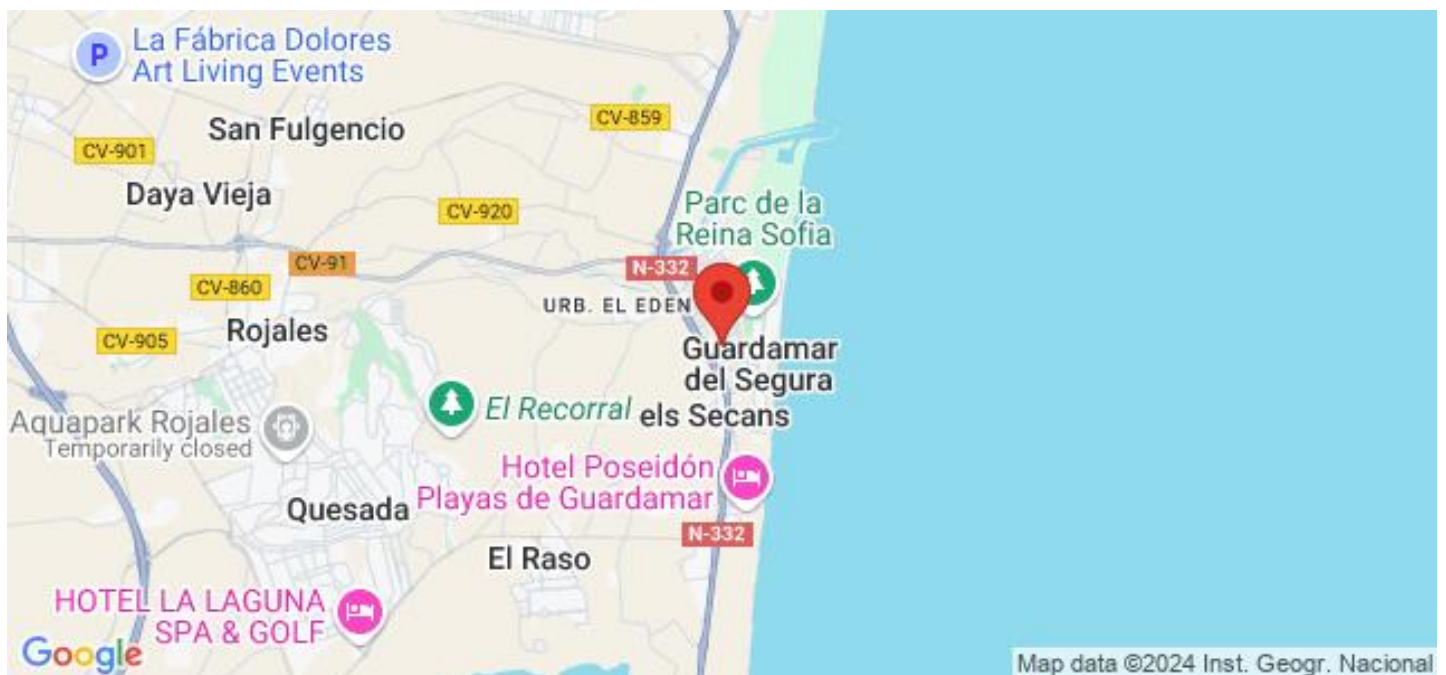 La Fábrica Dolores
Art Living Events
P
San Fulgencio
CV-859
CV-901
Daya Vieja
CV-920
Parc de la
Reina Sofia
CV-91
N-332
CV-860
URB. EL EDEN
Rojales
CV-905
Guardamar
del Segura
El Recorral
els Secans
Aquapark Rojales
Temporarily closed
Hotel Poseidón
Playas de Guardamar
Quesada
N-332
El Raso
HOTEL LA LAGUNA
SPA & GOLF
Google
Map data ©2024 Inst. Geogr. Nacional